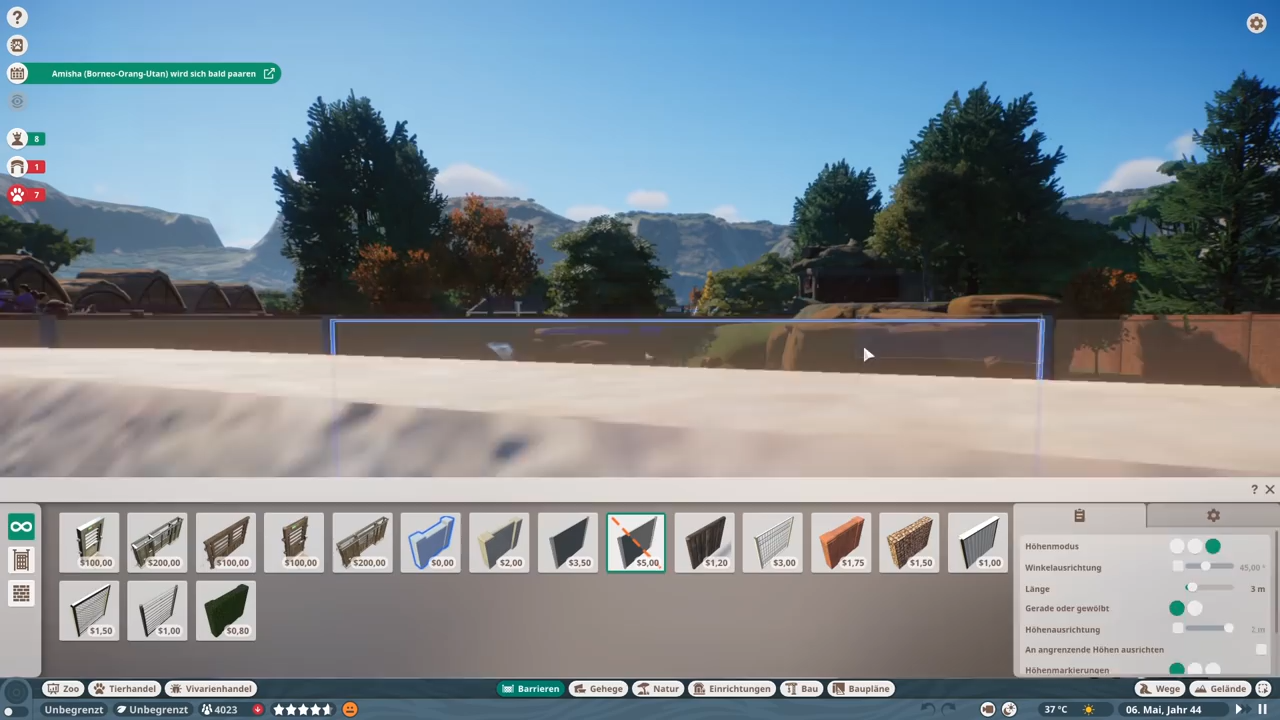 ?
Amisha (Borneo-Orang-Utan) wird sich bald paaren
8
1
7
?
$100,00
$200,00
$100,00
$100,00
$200,00
$0,00
$2,00
$3,50
$5,00
$1,20
$3,00
$1,75
$1,50
$1,00
$1,50
$1,00
$0,80
Höhenmodus
Winkelausrichtung 45,00 °
Länge 3 m
Gerade oder gewölbt
Höhenausrichtung 2 m
An angrenzende Höhen ausrichten
Höhenmarkierungen
Zoo
Tierhandel
Vivarienhandel
Barrieren
Gehege
Natur
Einrichtungen
Bau
Baupläne
Wege
Gelände
Unbegrenzt
Unbegrenzt
4023
37 °C
06. Mai, Jahr 44